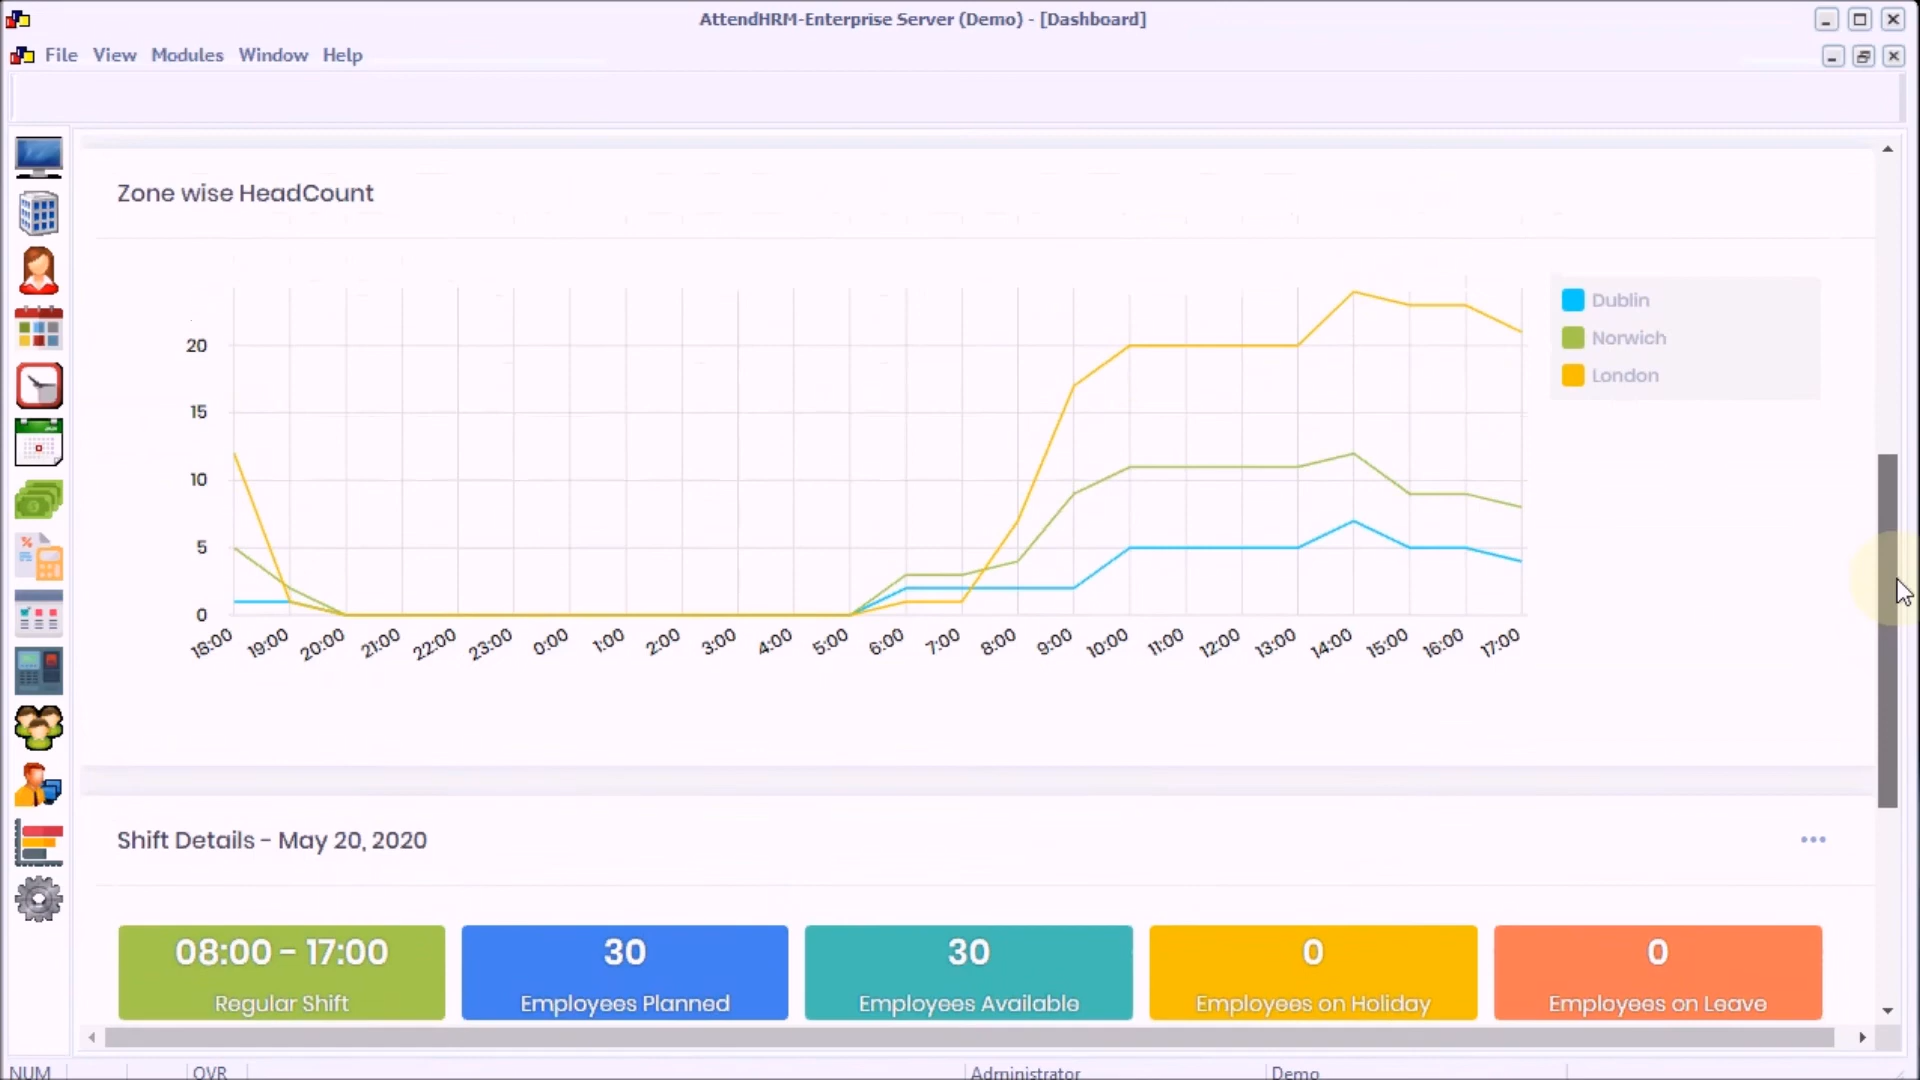 AttendHRM-Enterprise Server (Demo) - [Dashboard]
File View Modules Window Help
Zone wise HeadCount
Dublin
Norwich
London
20
15
10
5
0
18:00 19:00 20:00 21:00 22:00 23:00 0:00 1:00 2:00 3:00 4:00 5:00 6:00 7:00 8:00 9:00 10:00 11:00 12:00 13:00 14:00 15:00 16:00 17:00
Shift Details - May 20, 2020
08:00 - 17:00
Regular Shift
30
Employees Planned
30
Employees Available
0
Employees on Holiday
0
Employees on Leave
NUM OVR Administrator Demo